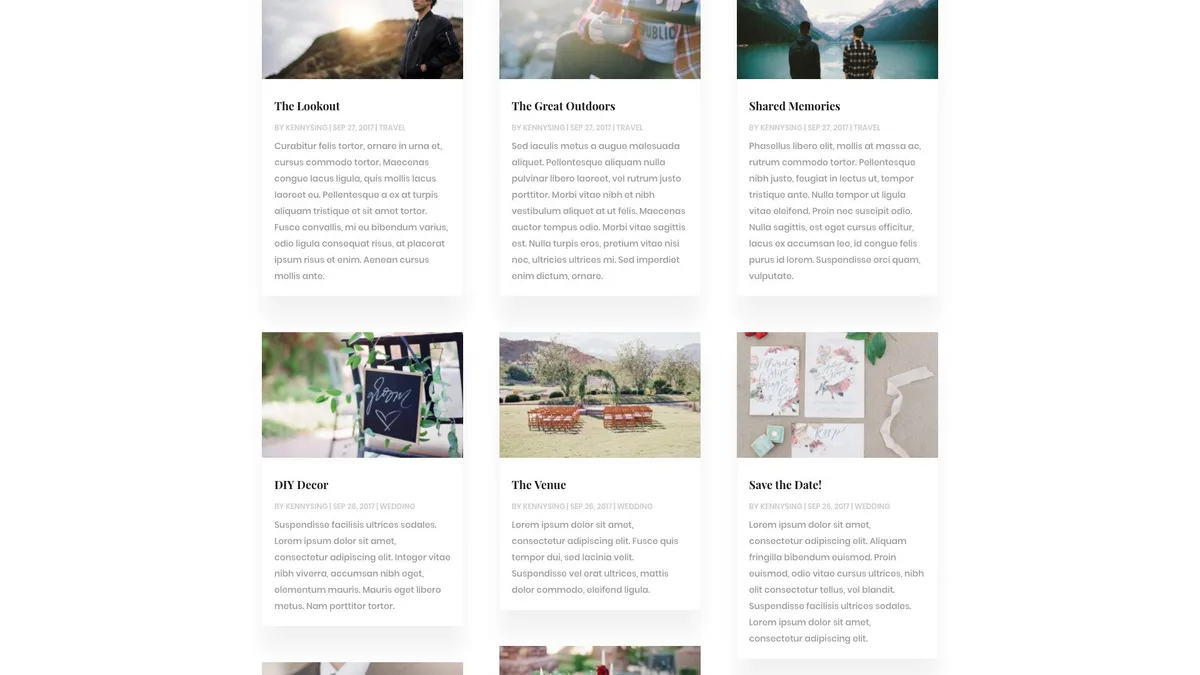 PUBLIC
The Lookout
BY KENNYSING | SEP 27, 2017 | TRAVEL
Curabitur felis tortor, ornare in urna et,
cursus commodo tortor. Maecenas
congue lacus ligula, quis mollis lacus
laoreet eu. Pellentesque a ex at turpis
aliquam tristique et sit amet tortor.
Fusce convallis, mi eu bibendum varius,
odio ligula consequat risus, at placerat
ipsum risus et enim. Aenean cursus
mollis ante.
The Great Outdoors
BY KENNYSING | SEP 27, 2017 | TRAVEL
Sed iaculis metus a augue malesuada
aliquet. Pellentesque aliquam nulla
pulvinar libero laoreet, vel rutrum justo
porttitor. Morbi vitae nibh et nibh
vestibulum aliquet at ut felis. Maecenas
auctor tempus odio. Morbi vitae sagittis
est. Nulla turpis eros, pretium vitae nisi
nec, ultricies ultrices mi. Sed imperdiet
enim dictum, ornare.
Shared Memories
BY KENNYSING | SEP 27, 2017 | TRAVEL
Phasellus libero elit, mollis at massa ac,
rutrum commodo tortor. Pellentesque
nibh justo, feugiat in lectus ut, tempor
tristique ante. Nulla tempor ut ligula
vitae eleifend. Proin nec suscipit odio.
Nulla sagittis, est eget cursus efficitur,
lacus ex accumsan leo, id congue felis
purus id lorem. Suspendisse orci quam,
vulputate.
groom
DIY Decor
BY KENNYSING | SEP 26, 2017 | WEDDING
Suspendisse facilisis ultrices sodales.
Lorem ipsum dolor sit amet,
consectetur adipiscing elit. Integer vitae
nibh viverra, accumsan nibh eget,
elementum mauris. Mauris eget libero
metus. Nam porttitor tortor.
The Venue
BY KENNYSING | SEP 26, 2017 | WEDDING
Lorem ipsum dolor sit amet,
consectetur adipiscing elit. Fusce quis
tempor dui, sed lacinia velit.
Suspendisse vel erat ultrices, mattis
dolor commodo, eleifend ligula.
Save the Date!
BY KENNYSING | SEP 26, 2017 | WEDDING
Lorem ipsum dolor sit amet,
consectetur adipiscing elit. Aliquam
fringilla bibendum euismod. Proin
euismod, odio vitae cursus ultrices, nibh
elit consectetur tellus, vel blandit.
Suspendisse facilisis ultrices sodales.
Lorem ipsum dolor sit amet,
consectetur adipiscing elit.